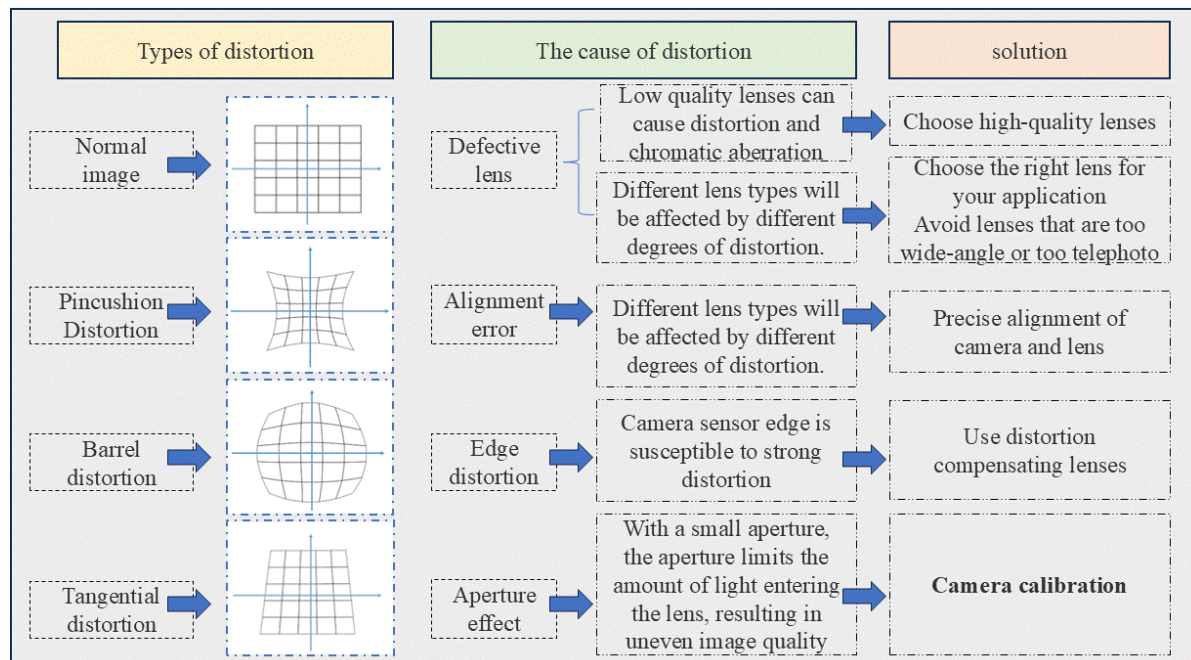 Types of distortion
The cause of distortion
solution
Normal
image
Pincushion
Distortion
Barrel
distortion
Tangential
distortion
Defective
lens
Low quality lenses can
cause distortion and
chromatic aberration
Choose high-quality lenses
Different lens types will
be affected by different
degrees of distortion.
Choose the right lens for
your application
Avoid lenses that are too
wide-angle or too telephoto
Alignment
error
Different lens types will
be affected by different
degrees of distortion.
Precise alignment of
camera and lens
Edge
distortion
Camera sensor edge is
susceptible to strong
distortion
Use distortion
compensating lenses
Aperture
effect
With a small aperture,
the aperture limits the
amount of light entering
the lens, resulting in
uneven image quality
Camera calibration